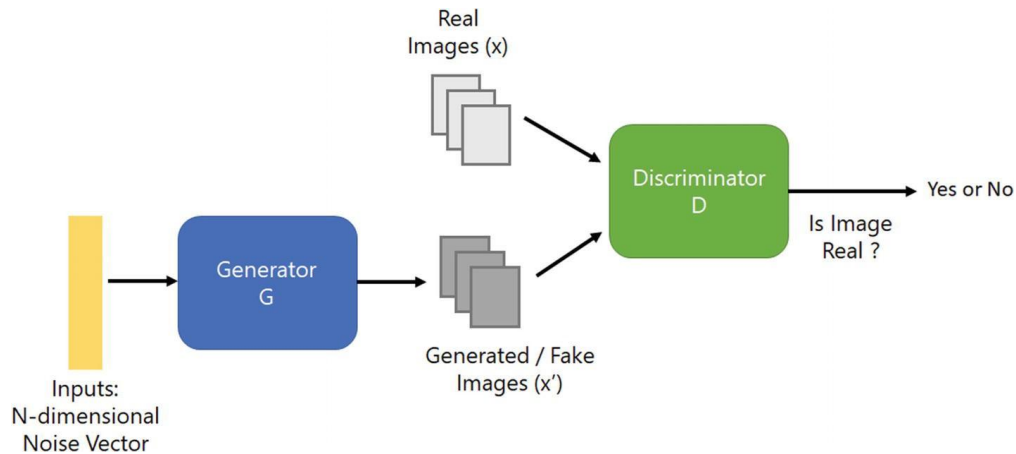 Real
Images (x)
Discriminator
D
Yes or No
Is Image
Real ?
Generator
G
Generated / Fake
Images (x’)
Inputs:
N-dimensional
Noise Vector